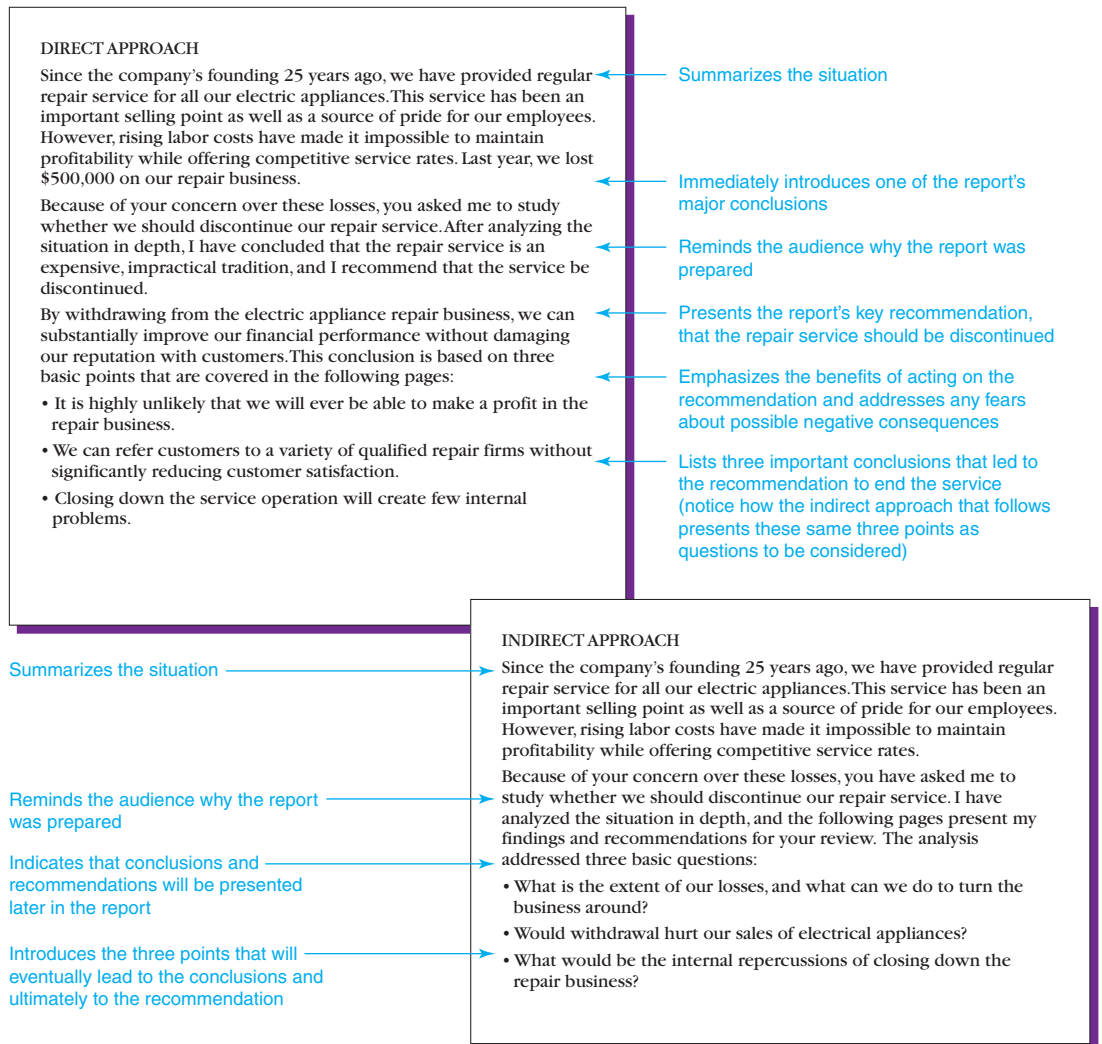 DIRECT APPROACH
Since the company's founding 25 years ago, we have provided regular
repair service for all our electric appliances.This service has been an
important selling point as well as a source of pride for our employees.
However, rising labor costs have made it impossible to maintain
profitability while offering competitive service rates. Last year, we lost
$500,000 on our repair business.
Because of your concern over these losses, you asked me to study
whether we should discontinue our repair service. After analyzing the
situation in depth, I have concluded that the repair service is an
expensive, impractical tradition, and I recommend that the service be
discontinued.
By withdrawing from the electric appliance repair business, we can
substantially improve our financial performance without damaging
our reputation with customers.This conclusion is based on three
basic points that are covered in the following pages:
• It is highly unlikely that we will ever be able to make a profit in the
repair business.
• We can refer customers to a variety of qualified repair firms without
significantly reducing customer satisfaction.
• Closing down the service operation will create few internal
problems.
Summarizes the situation
Immediately introduces one of the report's
major conclusions
Reminds the audience why the report was
prepared
Presents the report's key recommendation,
that the repair service should be discontinued
Emphasizes the benefits of acting on the
recommendation and addresses any fears
about possible negative consequences
Lists three important conclusions that led to
the recommendation to end the service
(notice how the indirect approach that follows
presents these same three points as
questions to be considered)
INDIRECT APPROACH
Since the company's founding 25 years ago, we have provided regular
repair service for all our electric appliances.This service has been an
important selling point as well as a source of pride for our employees.
However, rising labor costs have made it impossible to maintain
profitability while offering competitive service rates.
Because of your concern over these losses, you have asked me to
study whether we should discontinue our repair service. I have
analyzed the situation in depth, and the following pages present my
findings and recommendations for your review. The analysis
addressed three basic questions:
• What is the extent of our losses, and what can we do to turn the
business around?
• Would withdrawal hurt our sales of electrical appliances?
• What would be the internal repercussions of closing down the
repair business?
Summarizes the situation
Reminds the audience why the report
was prepared
Indicates that conclusions and
recommendations will be presented
later in the report
Introduces the three points that will
eventually lead to the conclusions and
ultimately to the recommendation